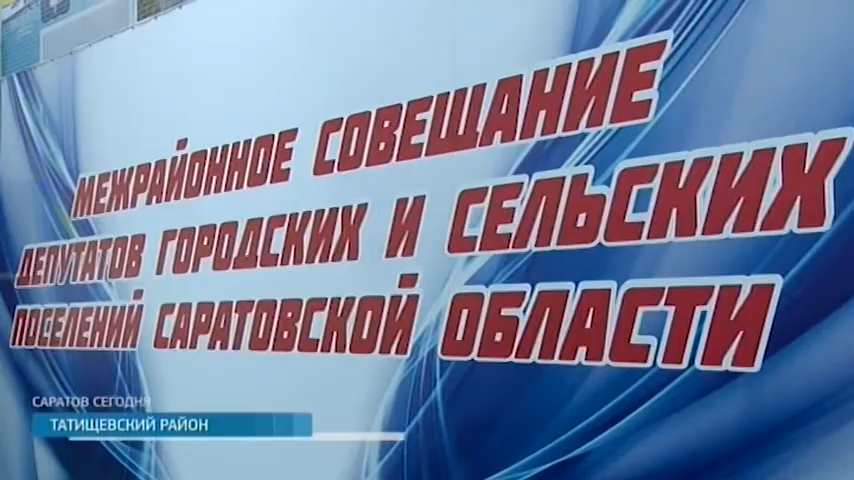 МЕЖРАЙОННОЕ СОВЕЩАНИЕ
ДЕПУТАТОВ ГОРОДСКИХ И СЕЛЬСКИХ
ПОСЕЛЕНИЙ САРАТОВСКОЙ ОБЛАСТИ
САРАТОВ СЕГОДНЯ
ТАТИЩЕВСКИЙ РАЙОН